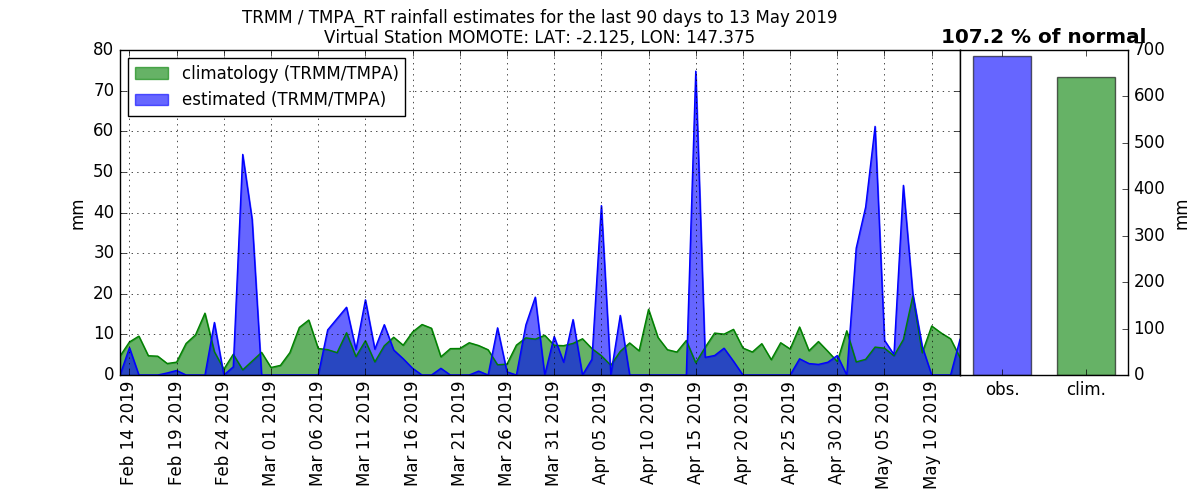 TRMM / TMPA_RT rainfall estimates for the last 90 days to 13 May 2019
Virtual Station MOMOTE: LAT: -2.125, LON: 147.375
107.2 % of normal
climatology (TRMM/TMPA)
estimated (TRMM/TMPA)
mm
80
70
60
50
40
30
20
10
0
Feb 14 2019
Feb 19 2019
Feb 24 2019
Mar 01 2019
Mar 06 2019
Mar 11 2019
Mar 16 2019
Mar 21 2019
Mar 26 2019
Mar 31 2019
Apr 05 2019
Apr 10 2019
Apr 15 2019
Apr 20 2019
Apr 25 2019
Apr 30 2019
May 05 2019
May 10 2019
obs.
clim.
700
600
500
400
300
200
100
0
mm